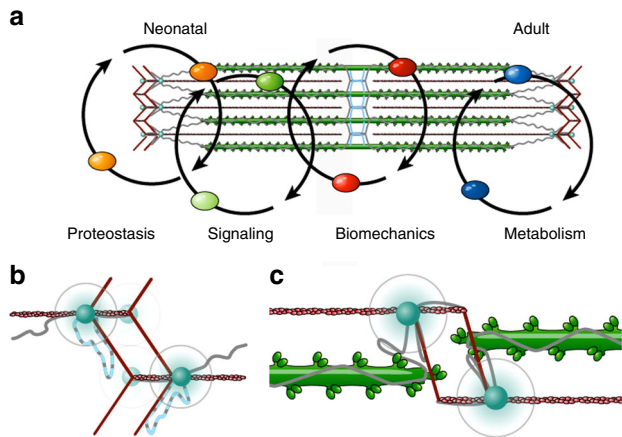 a
Neonatal Adult
Proteostasis Signaling Biomechanics Metabolism
b
c